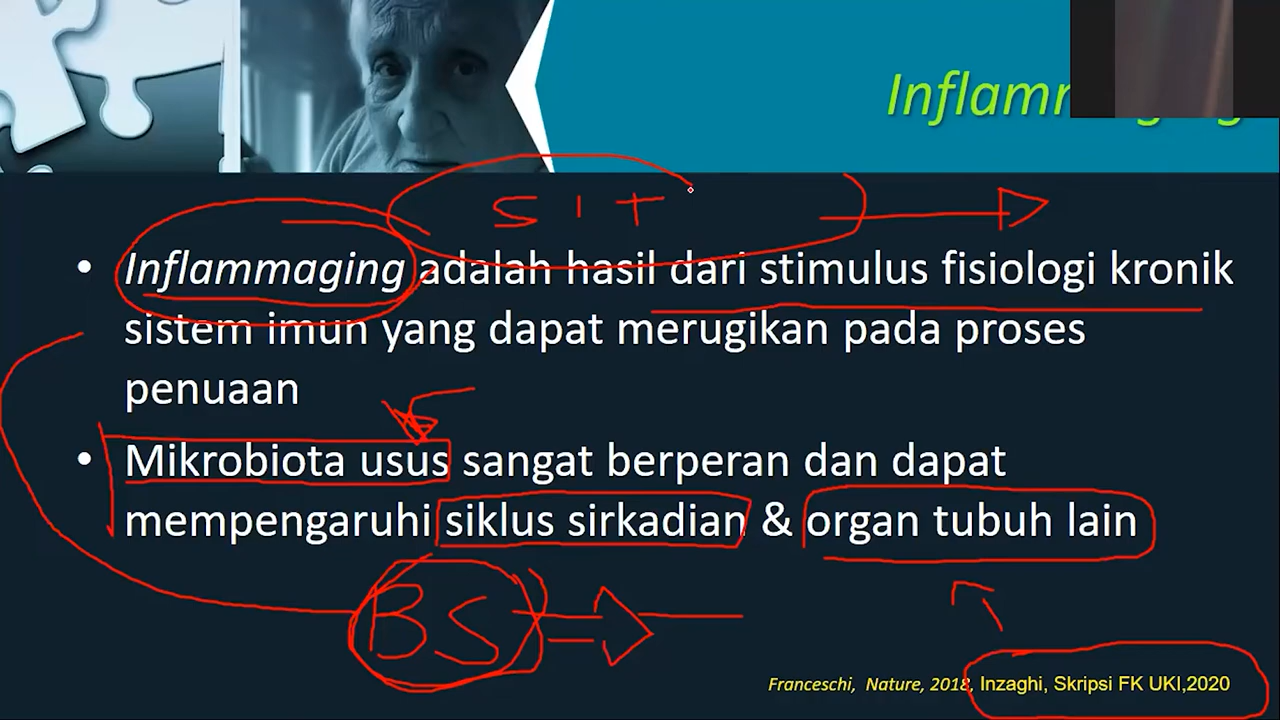 SIT
• Inflammaging adalah hasil dari stimulus fisiologi kronik
sistem imun yang dapat merugikan pada proses
penuaan
• Mikrobiota usus sangat berperan dan dapat
mempengaruhi siklus sirkadian & organ tubuh lain
BS
Franceschi, Nature, 2018, Inzaghi, Skripsi FK UKI,2020